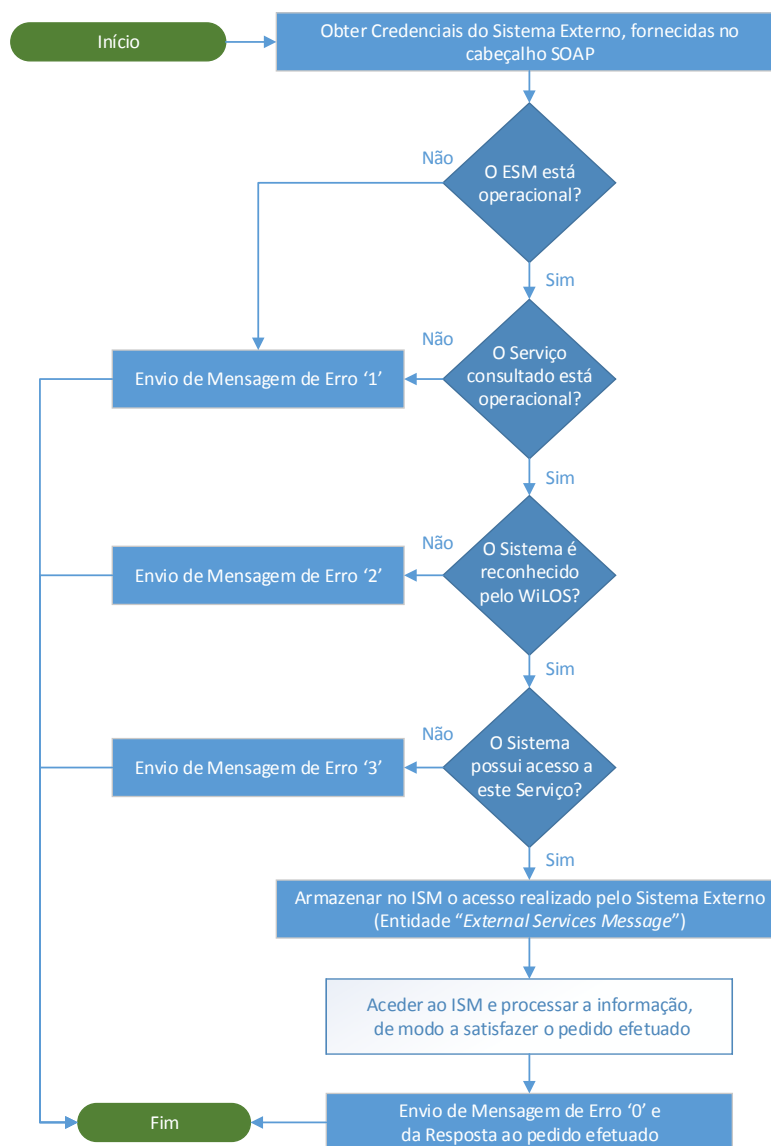 Início
Obter Credenciais do Sistema Externo, fornecidas no
cabeçalho SOAP
Não
O ESM está
operacional?
Sim
Não
O Serviço
consultado está
operacional?
Envio de Mensagem de Erro ‘1’
Sim
Não
O Sistema é
reconhecido
pelo WiLOS?
Envio de Mensagem de Erro ‘2’
Sim
Não
O Sistema
possui acesso a
este Serviço?
Envio de Mensagem de Erro ‘3’
Sim
Armazenar no ISM o acesso realizado pelo Sistema Externo
(Entidade “External Services Message”)
Aceder ao ISM e processar a informação,
de modo a satisfazer o pedido efetuado
Fim
Envio de Mensagem de Erro ‘0’ e
da Resposta ao pedido efetuado